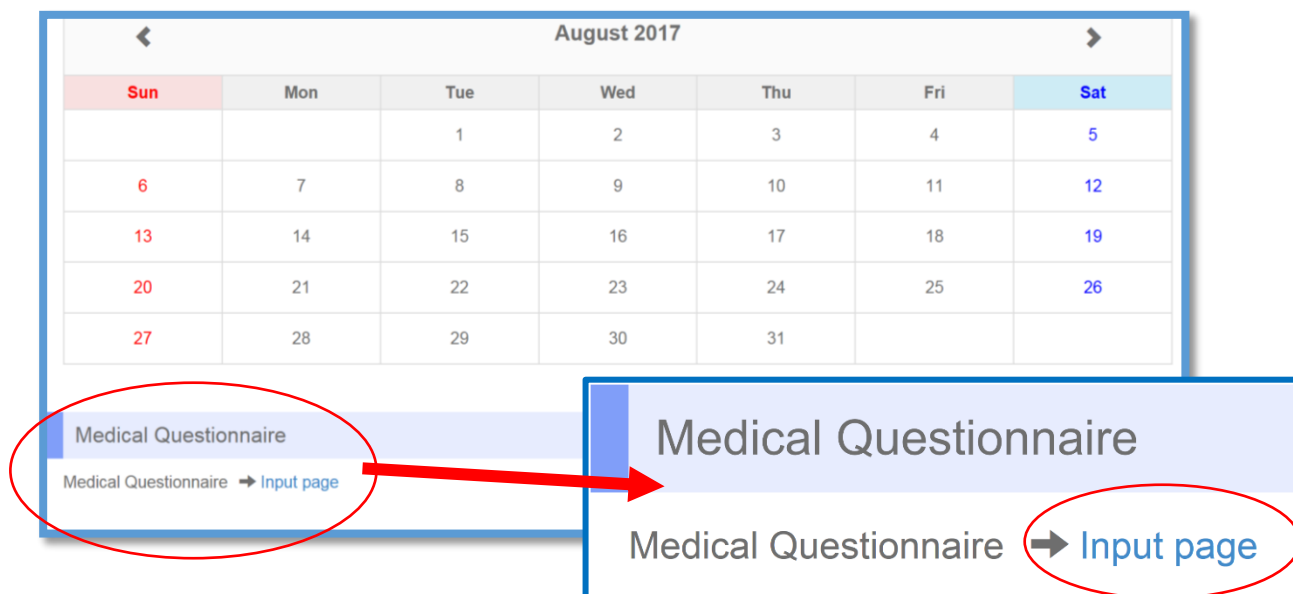 August 2017
Sun Mon Tue Wed Thu Fri Sat
1 2 3 4 5
6 7 8 9 10 11 12
13 14 15 16 17 18 19
20 21 22 23 24 25 26
27 28 29 30 31
Medical Questionnaire
Medical Questionnaire ➜ Input page
Medical Questionnaire
Medical Questionnaire ➜ Input page